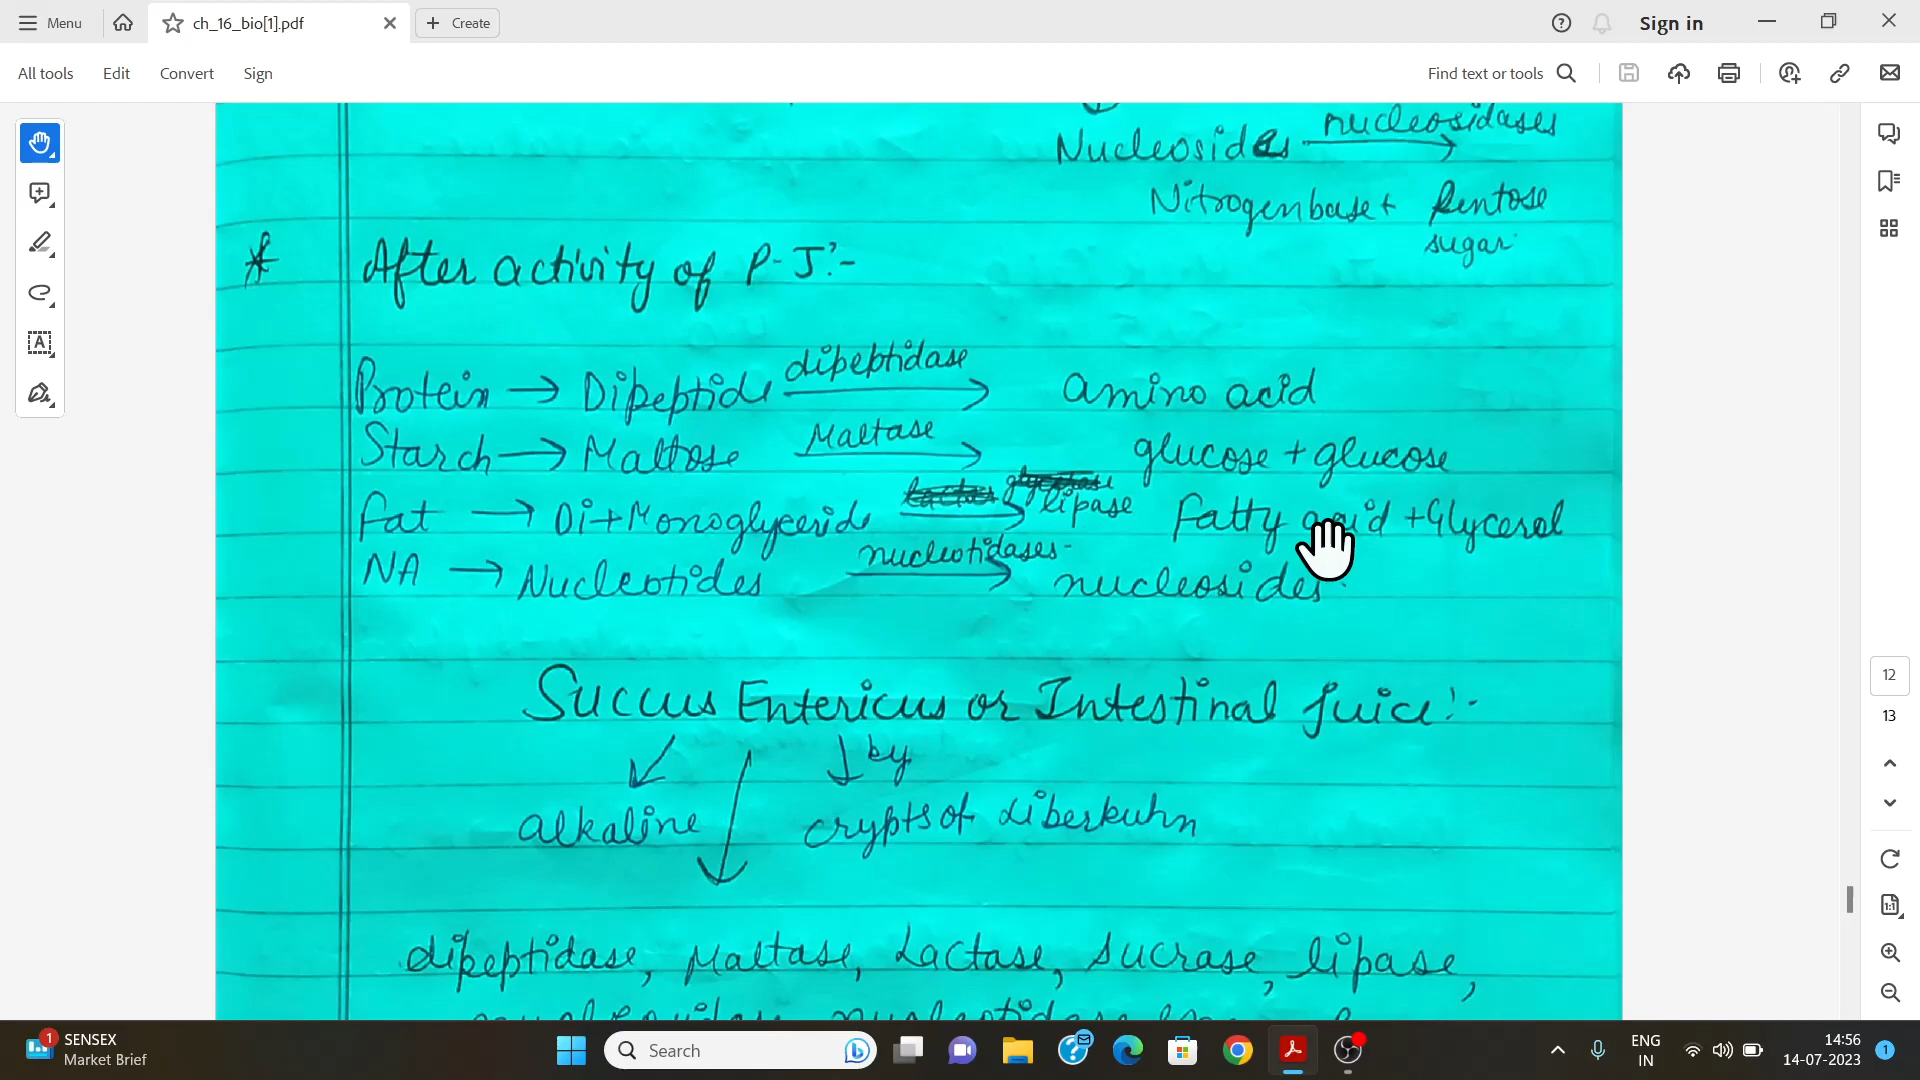 Menu
ch_16_bio[1].pdf
Create
Sign in
All tools
Edit
Convert
Sign
Find text or tools
Nucleosides nucleosidases
Nitrogenbase + Pentose
sugar
* After activity of P.J:-
Protein → Dipeptide dipeptidase → amino acid
Starch → Maltose Maltase → glucose + glucose
Fat → Di+Monoglyceride lipase → Fatty acid + Glycerol
NA → Nucleotides nucleotidases → nucleosides
Succus Entericus or Intestinal Juice:-
↙ ↓ ↓ by
alkaline crypts of Liberkuhn
dipeptidase, Maltase, Lactase, Sucrase, lipase,
12
13
SENSEX
Market Brief
Search
ENG
IN
14:56
14-07-2023
1
1